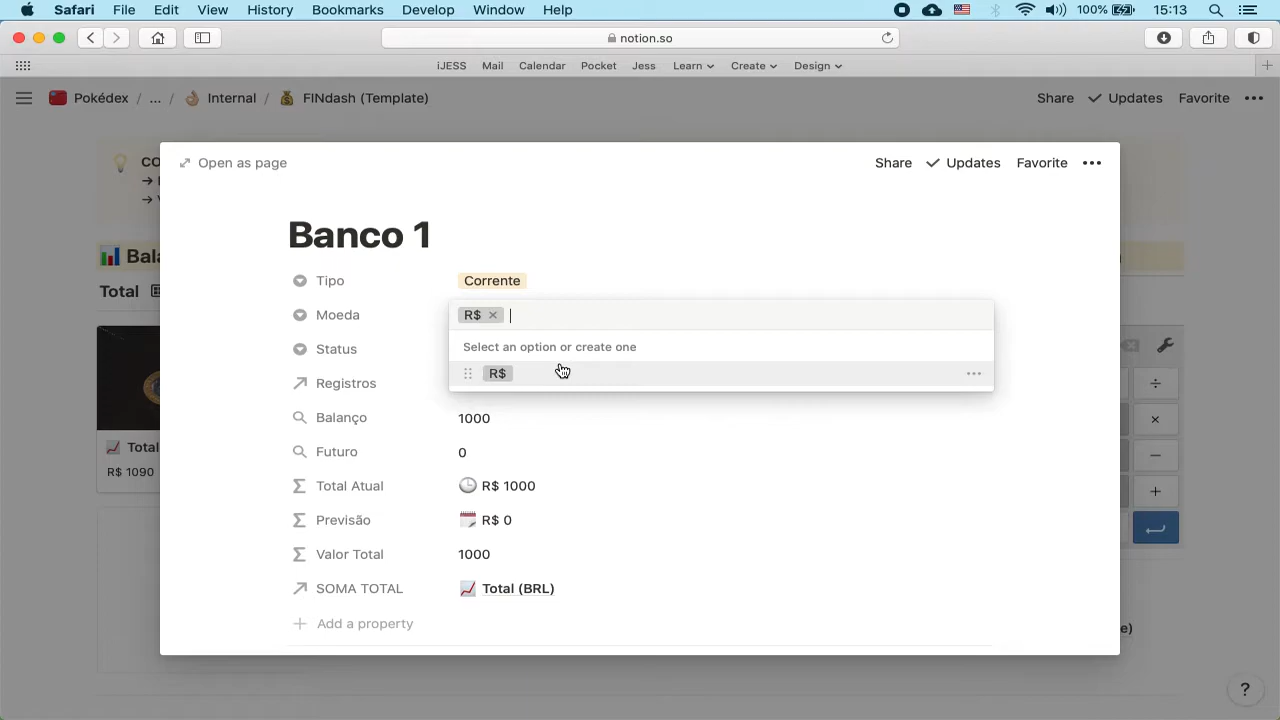 Safari File Edit View History Bookmarks Develop Window Help 100% 15:13
notion.so
iJESS Mail Calendar Pocket Jess Learn Create Design
Pokédex / ... / Internal / FINdash (Template) Share Updates Favorite
Open as page Share Updates Favorite
CO
Banco 1
Bala
Tipo Corrente
Total
Moeda R$
Select an option or create one
Status
R$
Registros
Balanço 1000
Total
Futuro 0
R$ 1090
Total Atual R$ 1000
Previsão R$ 0
Valor Total 1000
SOMA TOTAL Total (BRL)
Add a property
e)
?